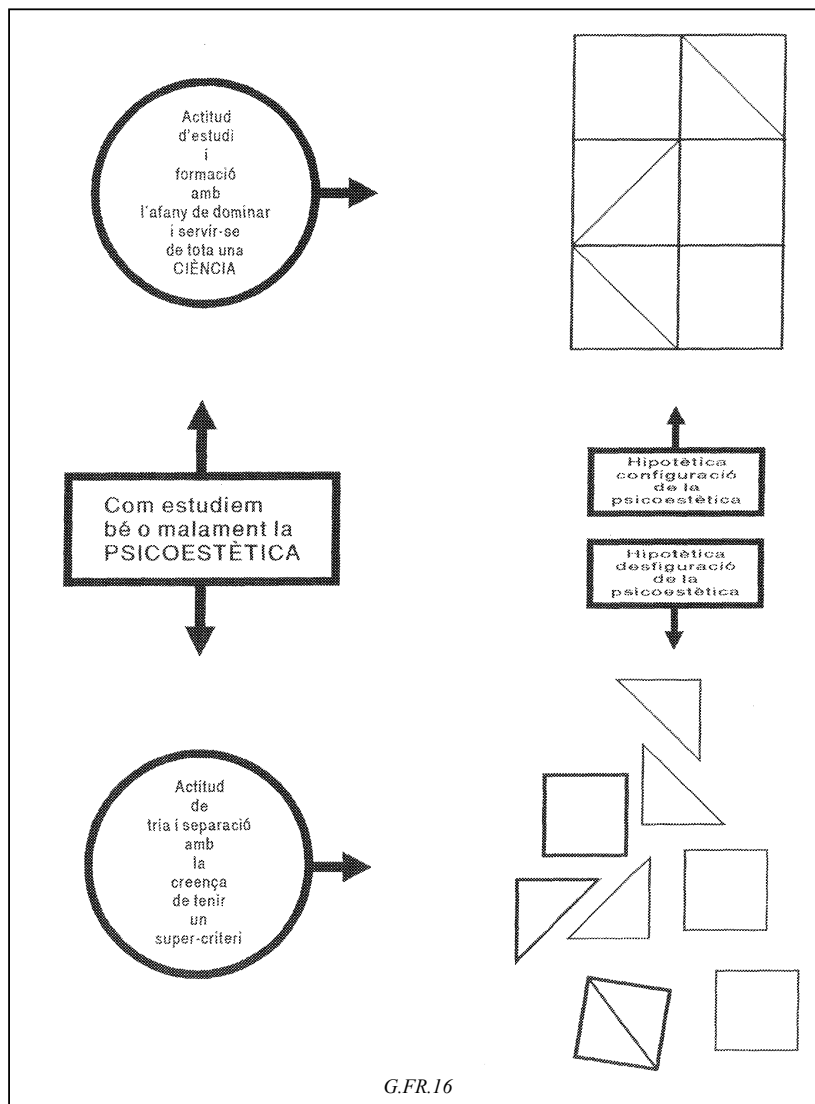 Actitud
d'estudi
i
formació
amb
l'afany de dominar
i servir-se
de tota una
CIÈNCIA
Com estudiem
bé o malament la
PSICOESTÈTICA
Hipotètica
configuració
de la
psicoestètica
Hipotètica
desfiguració
de la
psicoestètica
Actitud
de
tria i separació
amb
la
creença
de tenir
un
super-criteri
G.FR.16